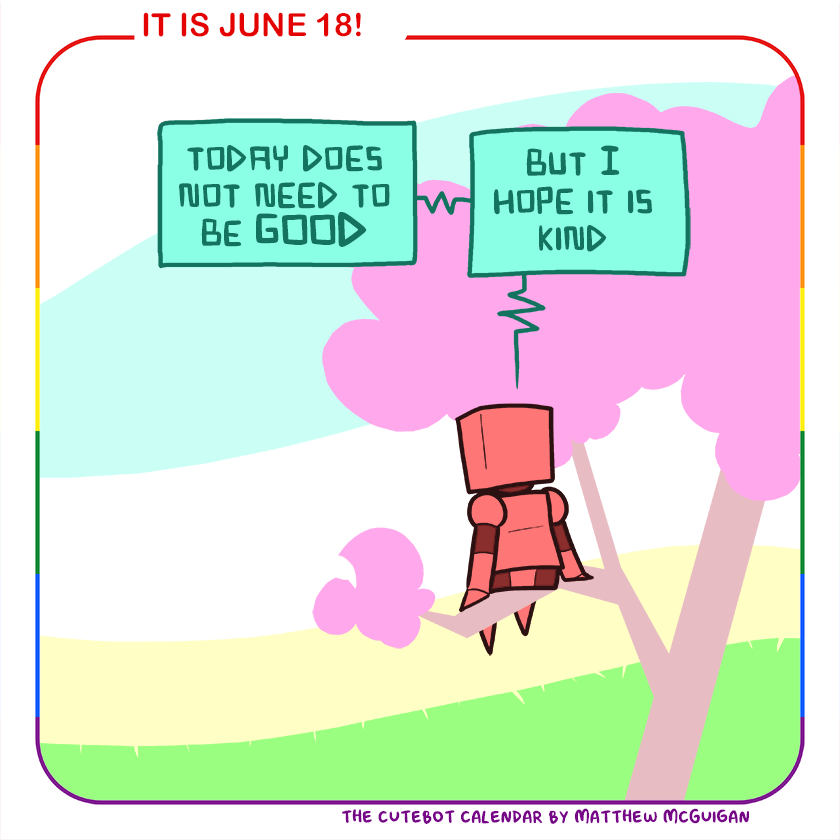 IT IS JUNE 18!
TODAY DOES
NOT NEED TO
BE GOOD
BUT I
HOPE IT IS
KIND
THE CUTEBOT CALENDAR BY MATTHEW MCGUIGAN